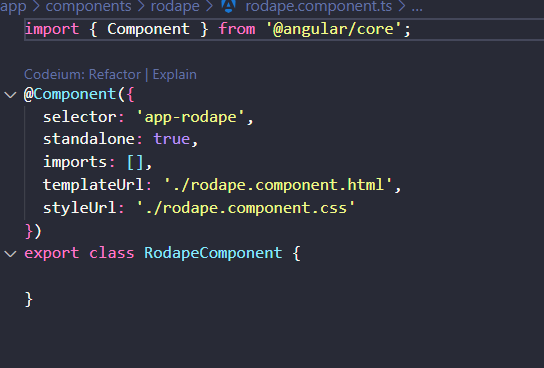 app > components > rodape > rodape.component.ts > ...
import { Component } from '@angular/core';
Codeium: Refactor | Explain
@Component({
  selector: 'app-rodape',
  standalone: true,
  imports: [],
  templateUrl: './rodape.component.html',
  styleUrl: './rodape.component.css'
})
export class RodapeComponent {
}